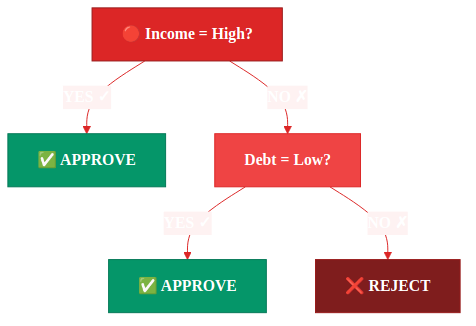 🔴 Income = High?
YES ✓
NO ✗
✅ APPROVE
Debt = Low?
YES ✓
NO ✗
✅ APPROVE
❌ REJECT